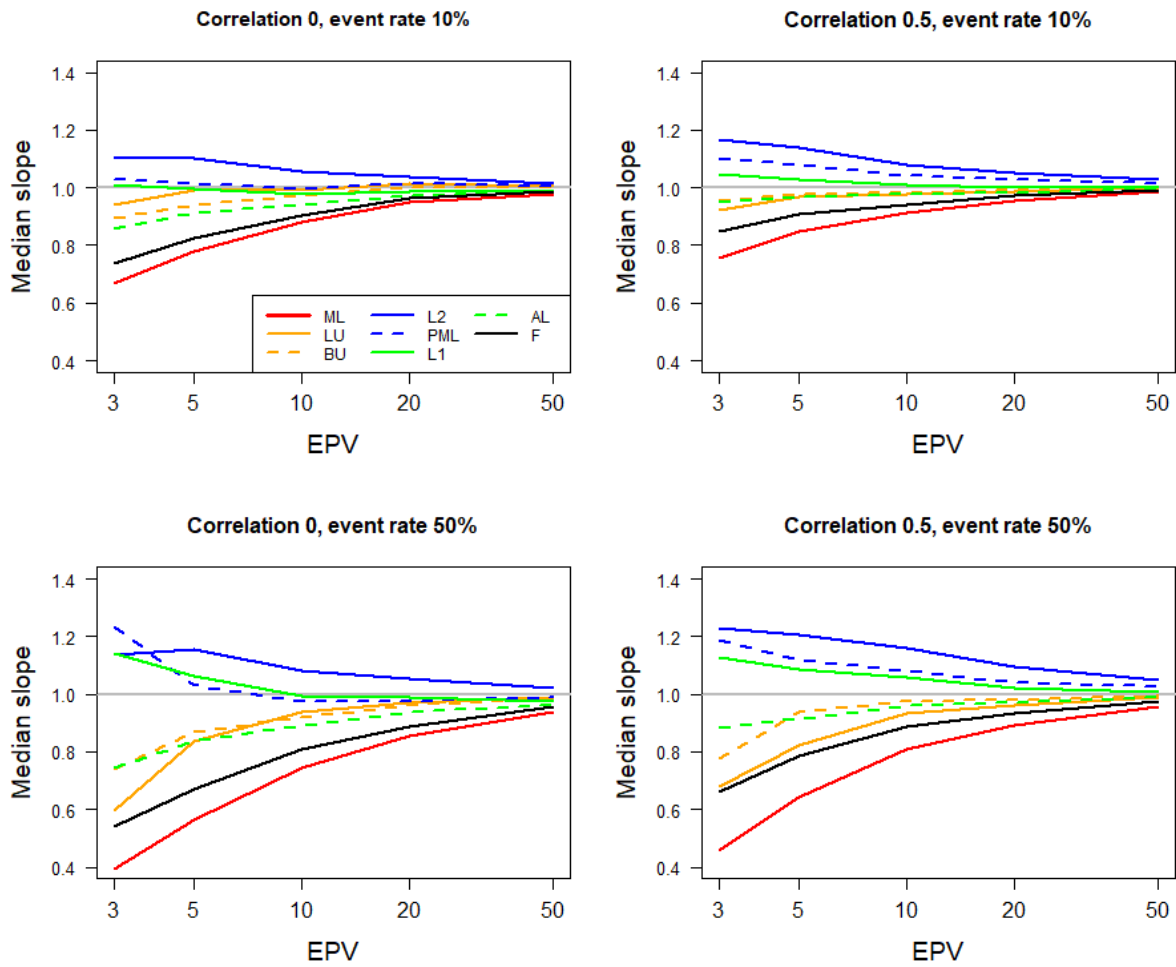 Correlation 0, event rate 10%
Median slope
1.4
1.2
1.0
0.8
0.6
0.4
ML L2 AL
LU PML F
BU L1
3 5 10 20 50
EPV
Correlation 0.5, event rate 10%
Median slope
1.4
1.2
1.0
0.8
0.6
0.4
3 5 10 20 50
EPV
Correlation 0, event rate 50%
Median slope
1.4
1.2
1.0
0.8
0.6
0.4
3 5 10 20 50
EPV
Correlation 0.5, event rate 50%
Median slope
1.4
1.2
1.0
0.8
0.6
0.4
3 5 10 20 50
EPV